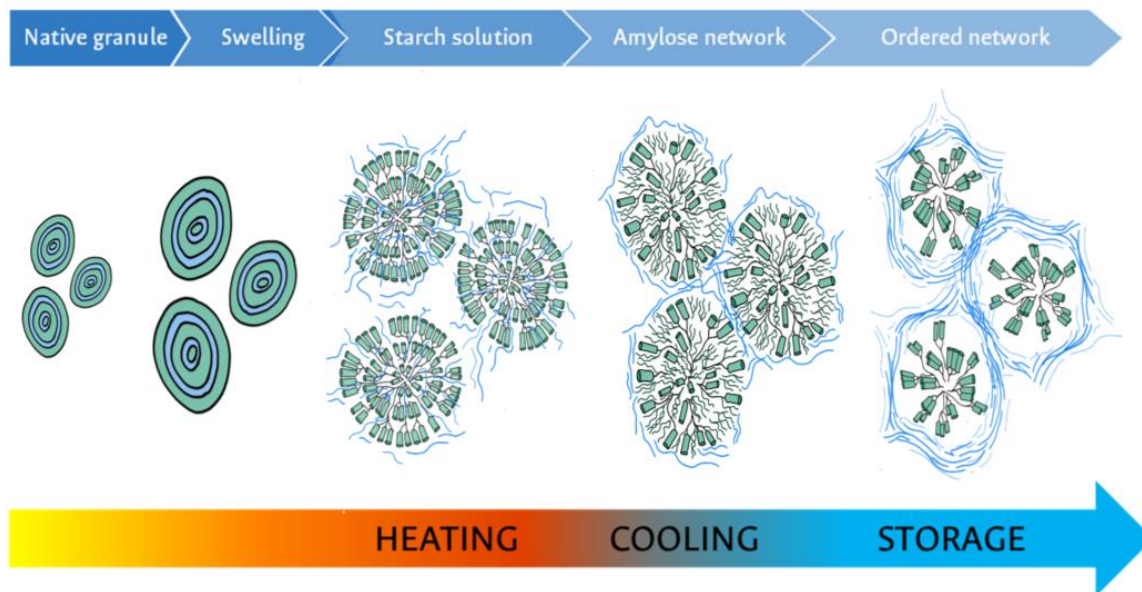 Native granule
Swelling
Starch solution
Amylose network
Ordered network
HEATING
COOLING
STORAGE